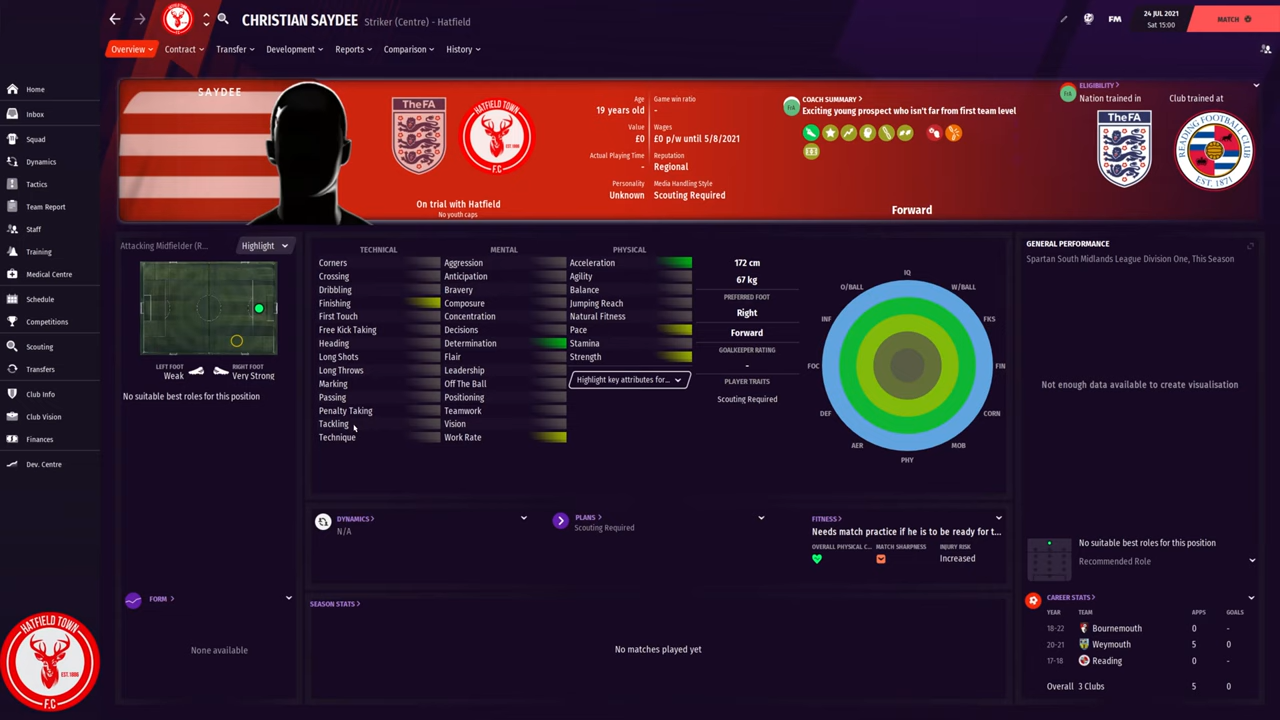 CHRISTIAN SAYDEE Striker (Centre) - Hatfield
FM
24 JUL 2021
Sat 15:00
MATCH
Overview Contract Transfer Development Reports Comparison History
Home
Inbox
Squad
Dynamics
Tactics
Team Report
Staff
Training
Medical Centre
Schedule
Competitions
Scouting
Transfers
Club Info
Club Vision
Finances
Dev. Centre
HATFIELD TOWN
EST. 1886
F.C
SAYDEE
TheFA
HATFIELD TOWN
F.C
On trial with Hatfield
No youth caps
Age
19 years old
Value
£0
Actual Playing Time
-
Personality
Unknown
Game win ratio
-
Wages
£0 p/w until 5/8/2021
Reputation
Regional
Media Handling Style
Scouting Required
COACH SUMMARY >
Exciting young prospect who isn't far from first team level
Forward
ELIGIBILITY >
Nation trained in
Club trained at
TheFA
READING FOOTBALL CLUB
EST. 1871
Attacking Midfielder (R...
Highlight
LEFT FOOT
Weak
RIGHT FOOT
Very Strong
No suitable best roles for this position
TECHNICAL
Corners
Crossing
Dribbling
Finishing
First Touch
Free Kick Taking
Heading
Long Shots
Long Throws
Marking
Passing
Penalty Taking
Tackling
Technique
MENTAL
Aggression
Anticipation
Bravery
Composure
Concentration
Decisions
Determination
Flair
Leadership
Off The Ball
Positioning
Teamwork
Vision
Work Rate
PHYSICAL
Acceleration
Agility
Balance
Jumping Reach
Natural Fitness
Pace
Stamina
Strength
Highlight key attributes for...
172 cm
67 kg
PREFERRED FOOT
Right
Forward
GOALKEEPER RATING
-
PLAYER TRAITS
Scouting Required
IQ
W/BALL
FKS
FIN
CORN
MOB
PHY
AER
DEF
FOC
INF
O/BALL
GENERAL PERFORMANCE
Spartan South Midlands League Division One, This Season
Not enough data available to create visualisation
No suitable best roles for this position
Recommended Role
DYNAMICS >
N/A
PLANS >
Scouting Required
FITNESS >
Needs match practice if he is to be ready for t...
OVERALL PHYSICAL C...
MATCH SHARPNESS
INJURY RISK
Increased
FORM >
None available
SEASON STATS >
No matches played yet
CAREER STATS >
YEAR TEAM APPS GOALS
18-22 Bournemouth 0 -
20-21 Weymouth 5 0
17-18 Reading 0 -
Overall 3 Clubs 5 0